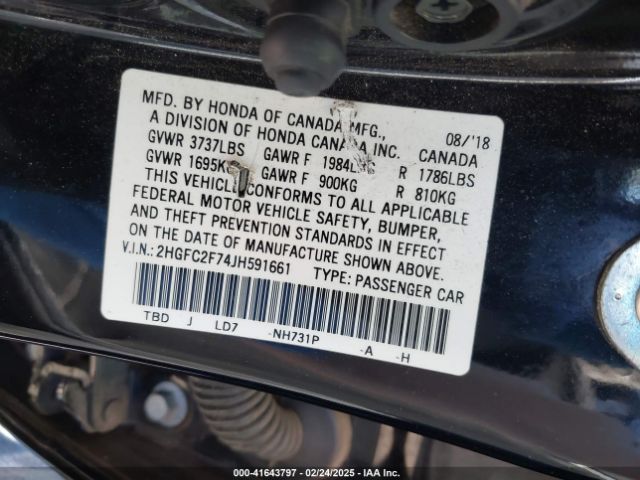 MFD. BY HONDA OF CANADA MFG.,
A DIVISION OF HONDA CANADA INC. CANADA 08/'18
GVWR 3737LBS GAWR F 1984L R 1786LBS
GVWR 1695K GAWR F 900KG R 810KG
THIS VEHICLE CONFORMS TO ALL APPLICABLE
FEDERAL MOTOR VEHICLE SAFETY, BUMPER,
AND THEFT PREVENTION STANDARDS IN EFFECT
ON THE DATE OF MANUFACTURE SHOWN ABOVE.
V.I.N.: 2HGFC2F74JH591661 TYPE: PASSENGER CAR
TBD J LD7 -NH731P -A -H
000-41643797 - 02/24/2025 - IAA Inc.